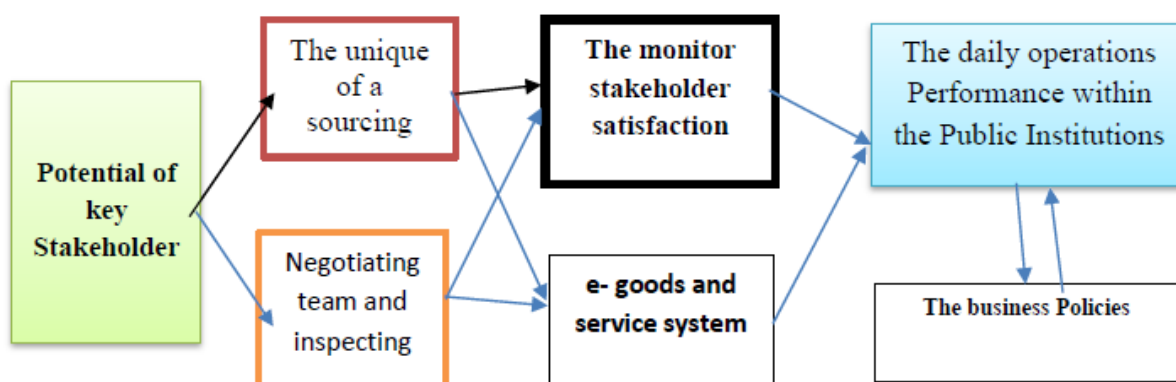 Potential of
key
Stakeholder
The unique
of a
sourcing
Negotiating
team and
inspecting
The monitor
stakeholder
satisfaction
e- goods and
service system
The daily operations
Performance within
the Public Institutions
The business Policies